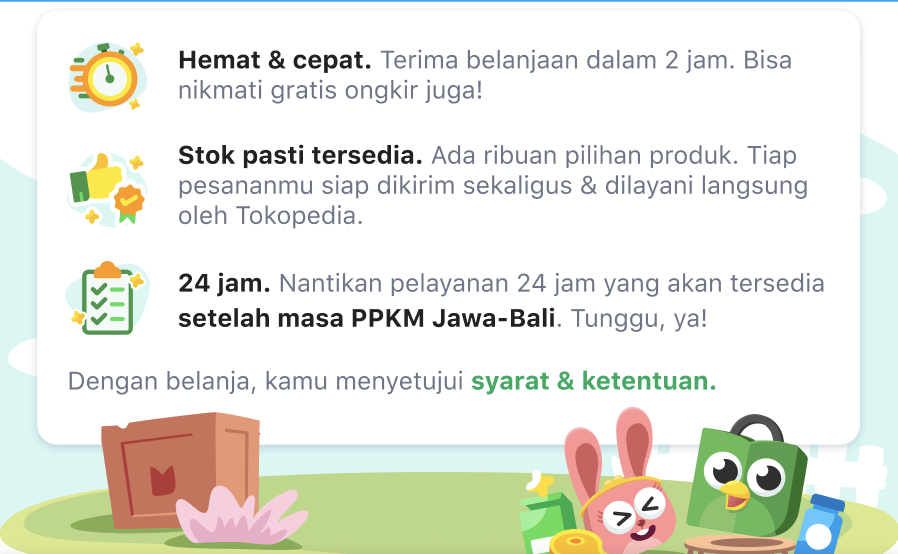 Hemat & cepat. Terima belanjaan dalam 2 jam. Bisa
nikmati gratis ongkir juga!
Stok pasti tersedia. Ada ribuan pilihan produk. Tiap
pesananmu siap dikirim sekaligus & dilayani langsung
oleh Tokopedia.
24 jam. Nantikan pelayanan 24 jam yang akan tersedia
setelah masa PPKM Jawa-Bali. Tunggu, ya!
Dengan belanja, kamu menyetujui syarat & ketentuan.